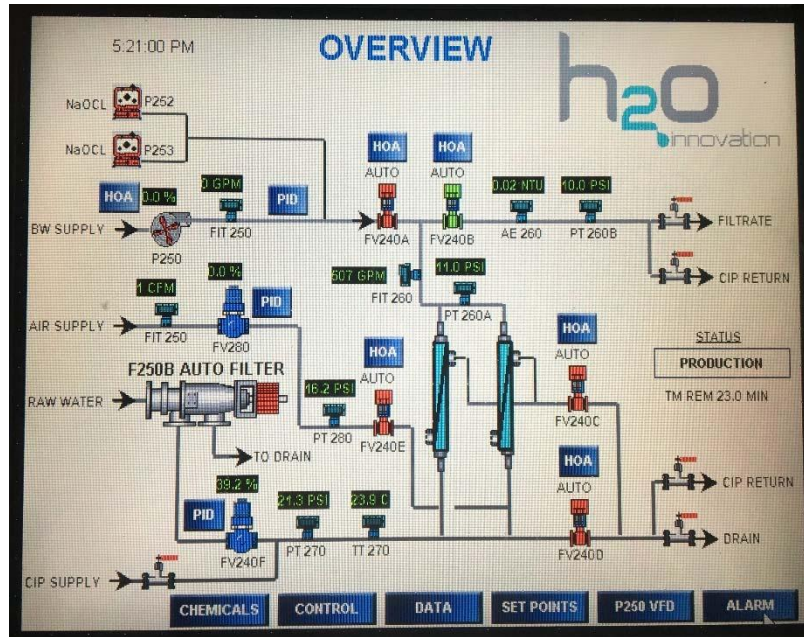 5:21:00 PM
OVERVIEW
h2O
innovation
NaOCL P252
NaOCL P253
HOA
AUTO
HOA
AUTO
HOA 0.0 %
0 GPM
PID
0.02 NTU
10.0 PSI
BW SUPPLY
P250
FIT 250
FV240A
FV240B
AE 260
PT 260B
FILTRATE
CIP RETURN
607 GPM
FIT 260
11.0 PSI
PT 260A
1 CFM
0.0 %
PID
AIR SUPPLY
FIT 250
FV280
HOA
AUTO
STATUS
PRODUCTION
TM REM 23.0 MIN
F250B AUTO FILTER
RAW WATER
TO DRAIN
16.2 PSI
PT 280
FV240E
HOA
AUTO
FV240C
HOA
AUTO
PID
39.2 %
21.3 PSI
23.9 C
FV240F
PT 270
TT 270
FV240D
CIP RETURN
DRAIN
CIP SUPPLY
CHEMICALS
CONTROL
DATA
SET POINTS
P250 VFD
ALARM